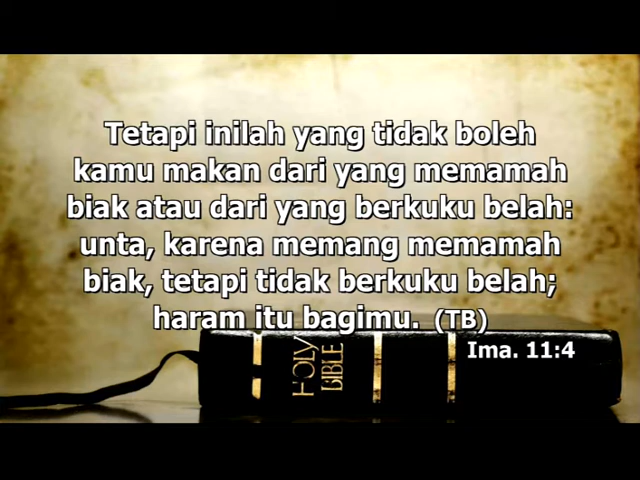 Tetapi inilah yang tidak boleh
kamu makan dari yang memamah
biak atau dari yang berkuku belah:
unta, karena memang memamah
biak, tetapi tidak berkuku belah;
haram itu bagimu. (TB)
Ima. 11:4
HOLY
BIBLE